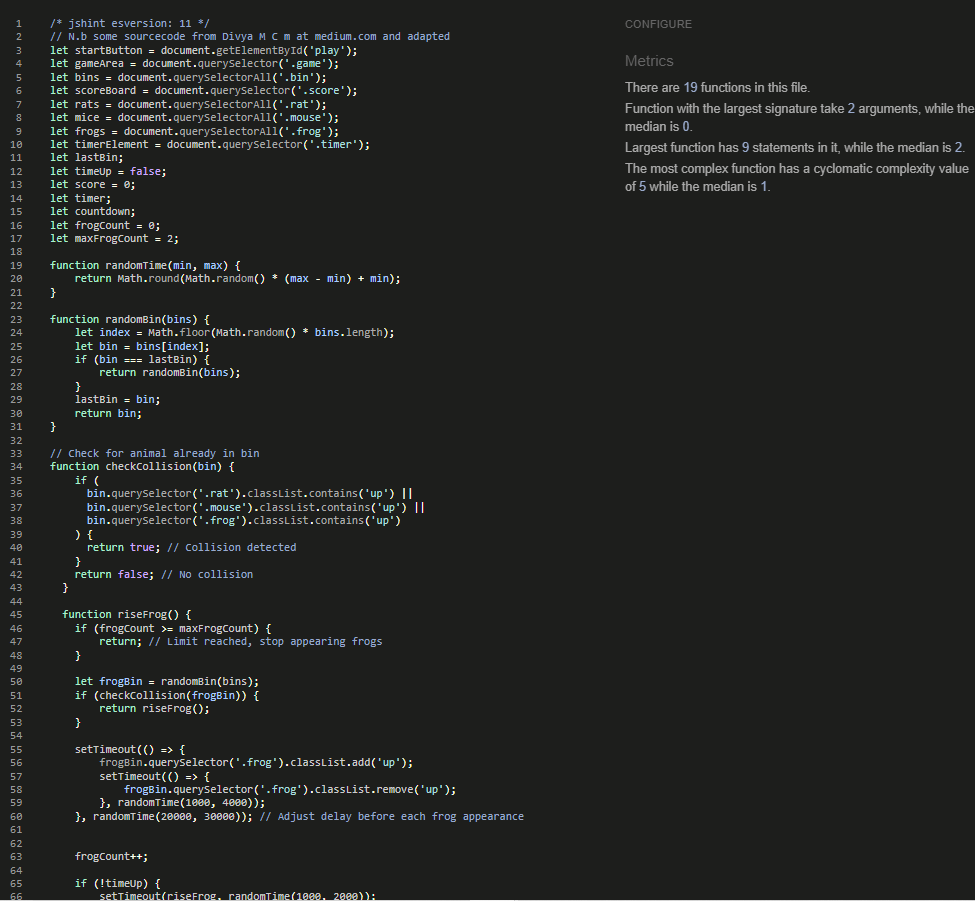 1 /* jshint esversion: 11 */
2 // N.b some sourcecode from Divya M C m at medium.com and adapted
3 let startButton = document.getElementById('play');
4 let gameArea = document.querySelector('.game');
5 let bins = document.querySelectorAll('.bin');
6 let scoreBoard = document.querySelector('.score');
7 let rats = document.querySelectorAll('.rat');
8 let mice = document.querySelectorAll('.mouse');
9 let frogs = document.querySelectorAll('.frog');
10 let timerElement = document.querySelector('.timer');
11 let lastBin;
12 let timeUp = false;
13 let score = 0;
14 let timer;
15 let countdown;
16 let frogCount = 0;
17 let maxFrogCount = 2;
18
19 function randomTime(min, max) {
20 return Math.round(Math.random() * (max - min) + min);
21 }
22
23 function randomBin(bins) {
24 let index = Math.floor(Math.random() * bins.length);
25 let bin = bins[index];
26 if (bin === lastBin) {
27 return randomBin(bins);
28 }
29 lastBin = bin;
30 return bin;
31 }
32
33 // Check for animal already in bin
34 function checkCollision(bin) {
35 if (
36 bin.querySelector('.rat').classList.contains('up') ||
37 bin.querySelector('.mouse').classList.contains('up') ||
38 bin.querySelector('.frog').classList.contains('up')
39 ) {
40 return true; // Collision detected
41 }
42 return false; // No collision
43 }
44
45 function riseFrog() {
46 if (frogCount >= maxFrogCount) {
47 return; // Limit reached, stop appearing frogs
48 }
49
50 let frogBin = randomBin(bins);
51 if (checkCollision(frogBin)) {
52 return riseFrog();
53 }
54
55 setTimeout(() => {
56 frogBin.querySelector('.frog').classList.add('up');
57 setTimeout(() => {
58 frogBin.querySelector('.frog').classList.remove('up');
59 }, randomTime(1000, 4000));
60 }, randomTime(20000, 30000)); // Adjust delay before each frog appearance
61
62
63 frogCount++;
64
65 if (!timeUp) {
66 setTimeout(riseFrog, randomTime(1000, 2000));
CONFIGURE
Metrics
There are 19 functions in this file.
Function with the largest signature take 2 arguments, while the
median is 0.
Largest function has 9 statements in it, while the median is 2.
The most complex function has a cyclomatic complexity value
of 5 while the median is 1.